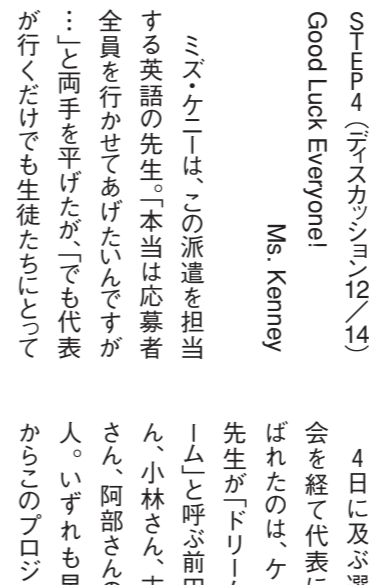 STEP4(ディスカッション12/14)
Good Luck Everyone!
Ms. Kenney
ミズ・ケニーは、この派遣を担当
する英語の先生。「本当は応募者
全員を行かせてあげたいんですが
…」と両手を平げたが、「でも代表
が行くだけでも生徒たちにとって
4日に及ぶ選
会を経て代表に
ばれたのは、ケ
先生が「ドリー
ーム」と呼ぶ前田
ん、小林さん、
さん、阿部さんの
人。いずれも
からこのプロジ